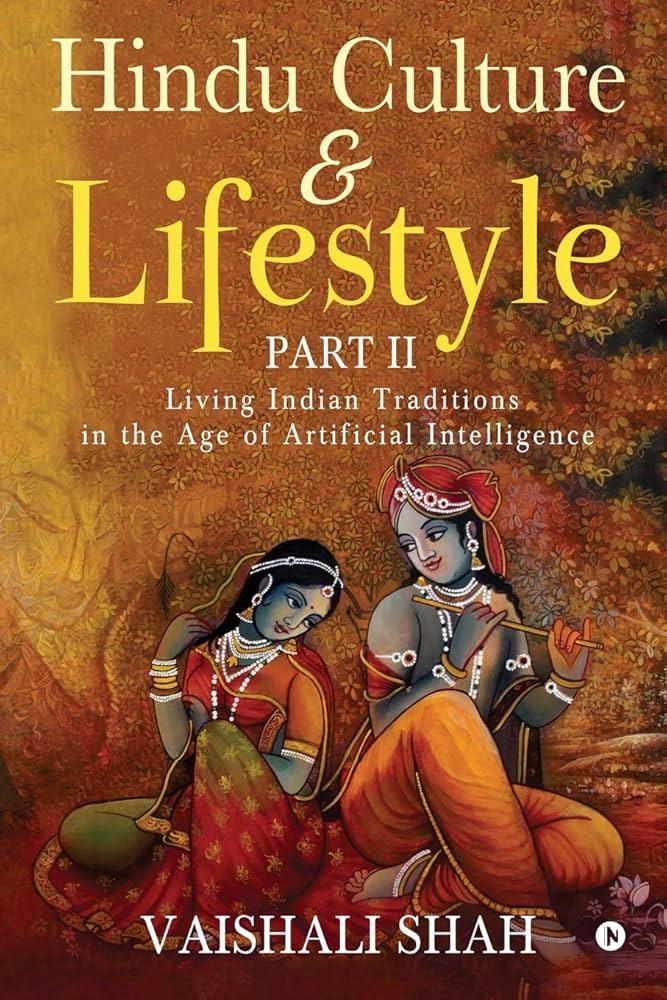 Hindu Culture
&
Lifestyle
PART II
Living Indian Traditions
in the Age of Artificial Intelligence
VAISHALI SHAH
N